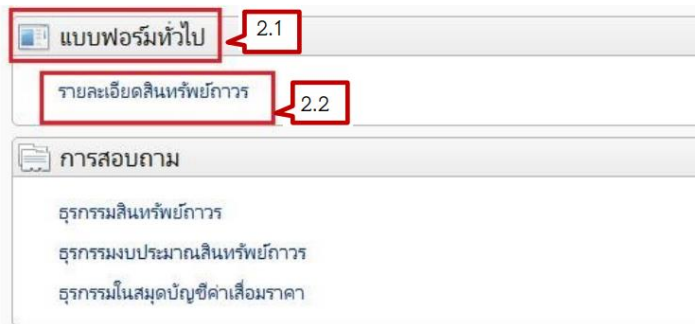 แบบฟอร์มทั่วไป 2.1
รายละเอียดสินทรัพย์ถาวร
2.2
การสอบถาม
ธุรกรรมสินทรัพย์ถาวร
ธุรกรรมงบประมาณสินทรัพย์ถาวร
ธุรกรรมในสมุดบัญชีค่าเสื่อมราคา